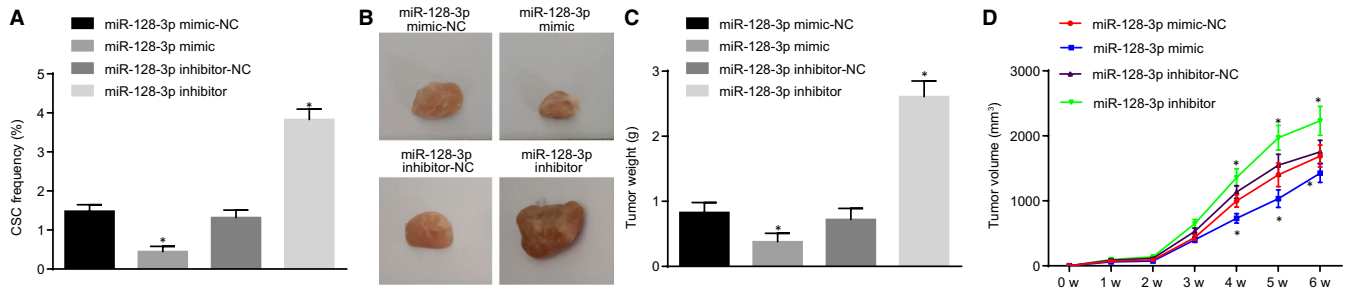 A
miR-128-3p mimic-NC
miR-128-3p mimic
miR-128-3p inhibitor-NC
miR-128-3p inhibitor
CSC frequency (%)
5
4
3
2
1
0
*
*
B
miR-128-3p
mimic-NC
miR-128-3p
mimic
miR-128-3p
inhibitor-NC
miR-128-3p
inhibitor
C
miR-128-3p mimic-NC
miR-128-3p mimic
miR-128-3p inhibitor-NC
miR-128-3p inhibitor
Tumor weight (g)
3
2
1
0
*
*
D
miR-128-3p mimic-NC
miR-128-3p mimic
miR-128-3p inhibitor-NC
miR-128-3p inhibitor
Tumor volume (mm³)
3000
2000
1000
0
*
*
*
*
*
*
0 w 1 w 2 w 3 w 4 w 5 w 6 w